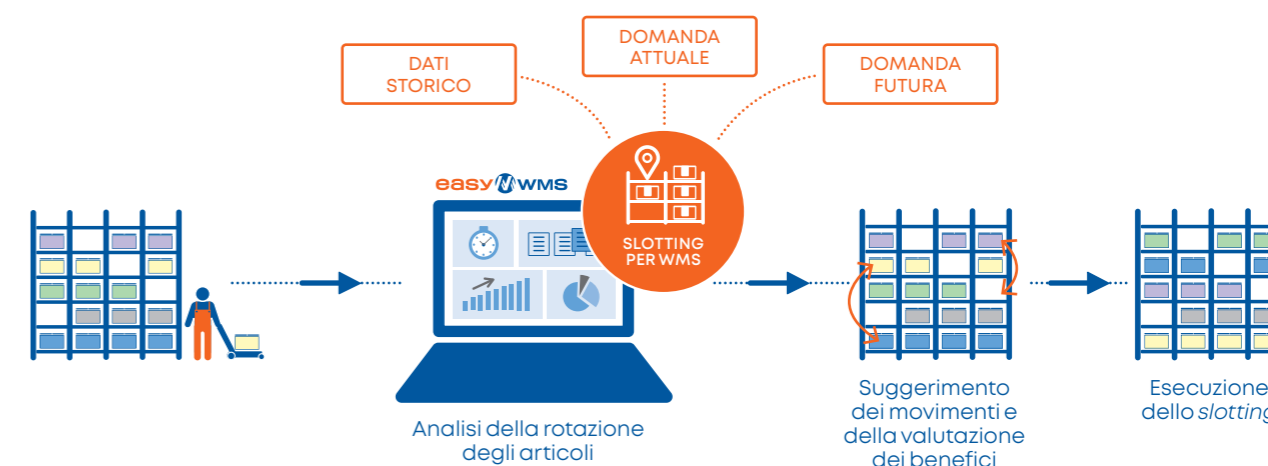 DOMANDA
ATTUALE
DATI
STORICO
DOMANDA
FUTURA
easy WMS
SLOTTING
PER WMS
Analisi della rotazione
degli articoli
Suggerimento
dei movimenti e
della valutazione
dei benefici
Esecuzione
dello slotting